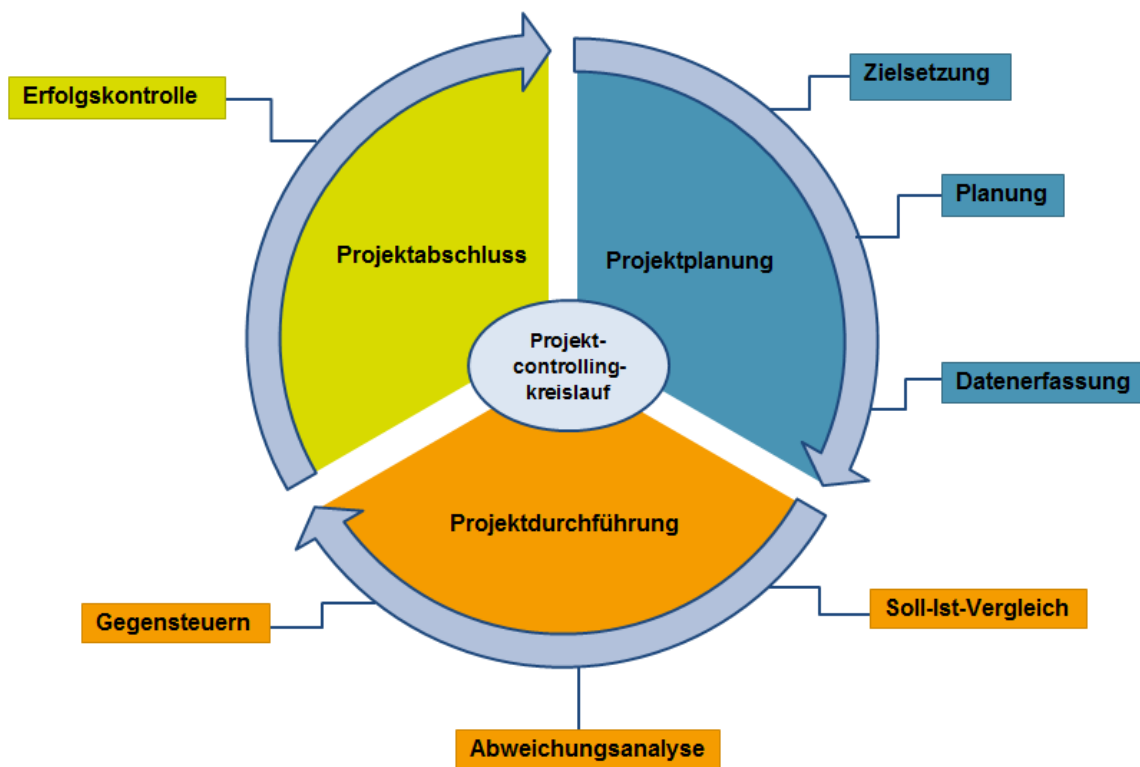 Zielsetzung
Erfolgskontrolle
Planung
Projektabschluss
Projektplanung
Projekt-
controlling-
kreislauf
Datenerfassung
Projektdurchführung
Soll-Ist-Vergleich
Gegensteuern
Abweichungsanalyse